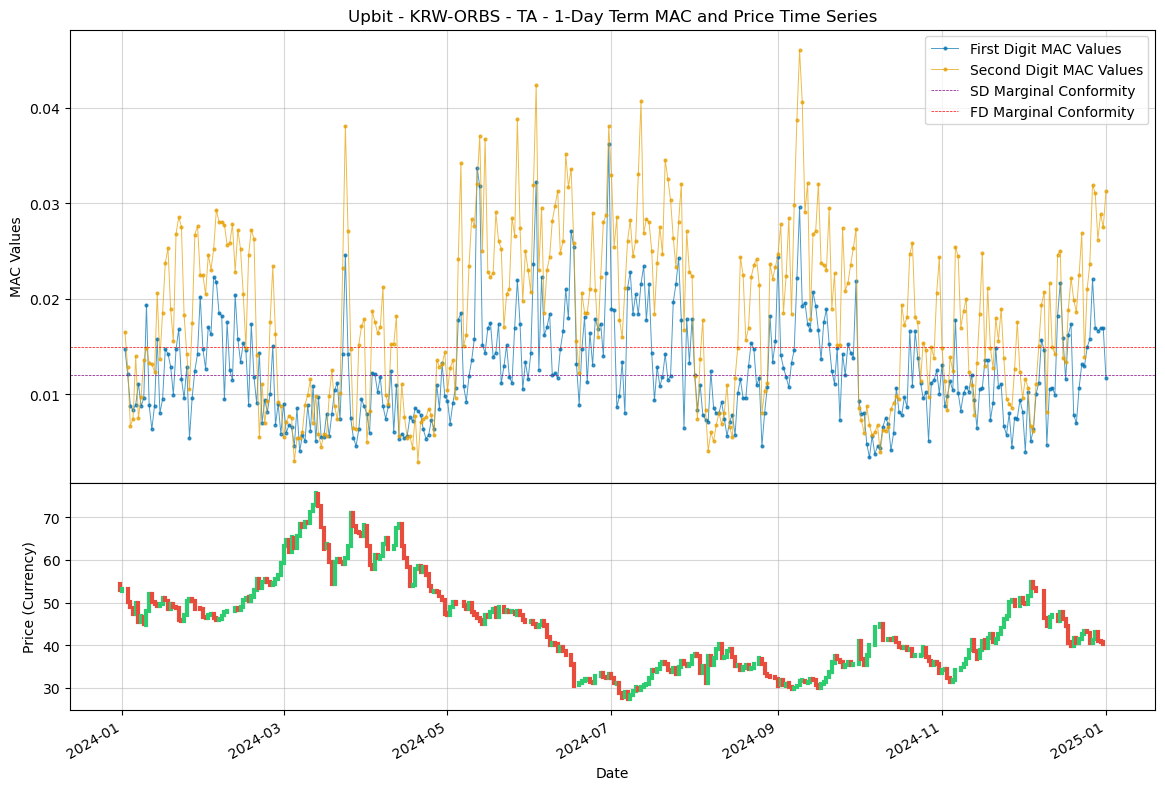 Upbit - KRW-ORBS - TA - 1-Day Term MAC and Price Time Series
First Digit MAC Values
Second Digit MAC Values
SD Marginal Conformity
FD Marginal Conformity
MAC Values
0.04
0.03
0.02
0.01
Price (Currency)
70
60
50
40
30
2024-01
2024-03
2024-05
2024-07
2024-09
2024-11
2025-01
Date